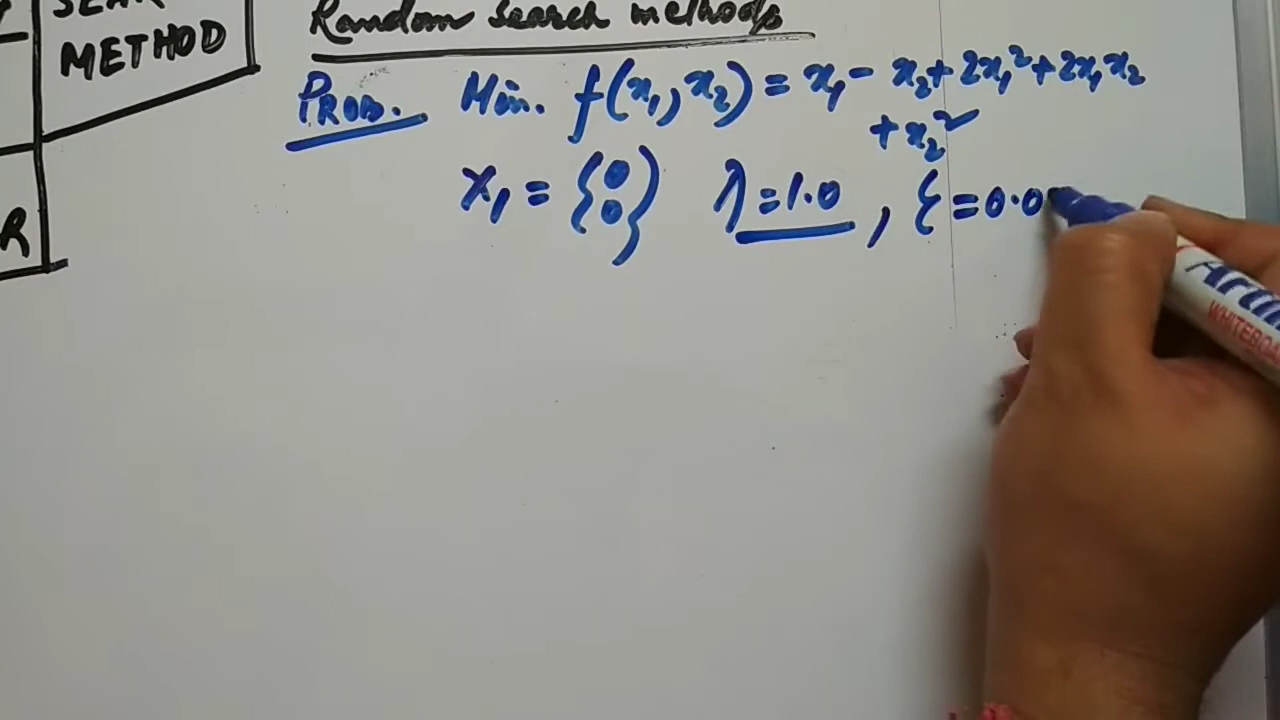 METHOD
R
Random search methods
PROB. Min. f(x₁, x₂) = x₁ - x₂ + 2x₁² + 2x₁x₂
+ x₂²
X₁ = {0 0} λ = 1.0, ε = 0.0
WHITEBOA